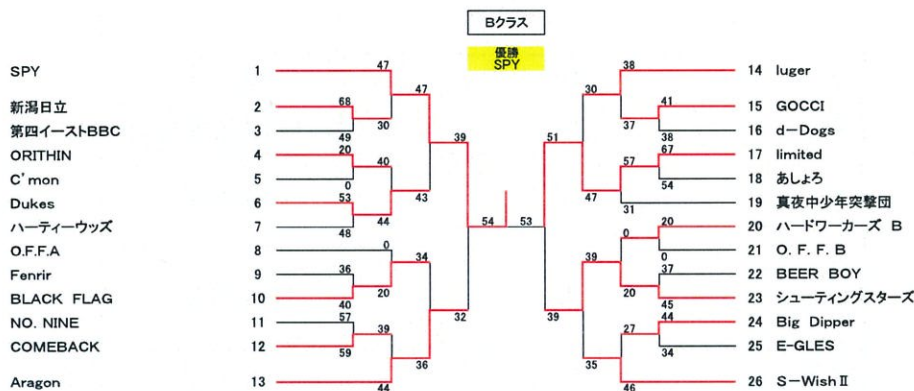 Bクラス
優勝
SPY
SPY 1
新潟日立 2
第四イーストBBC 3
ORITHIN 4
C'mon 5
Dukes 6
ハーティーウッズ 7
O.F.F.A 8
Fenrir 9
BLACK FLAG 10
NO. NINE 11
COMEBACK 12
Aragon 13
47
68
49
30
47
20
0
40
53
48
44
43
39
0
36
40
20
34
57
59
39
44
36
32
54
53
38
41
38
37
30
67
54
57
31
47
51
20
0
0
37
45
20
39
44
34
27
46
35
39
14 luger
15 GOCCI
16 d-Dogs
17 limited
18 あしょろ
19 真夜中少年突撃団
20 ハードワーカーズ B
21 O. F. F. B
22 BEER BOY
23 シューティングスターズ
24 Big Dipper
25 E-GLES
26 S-WishⅡ